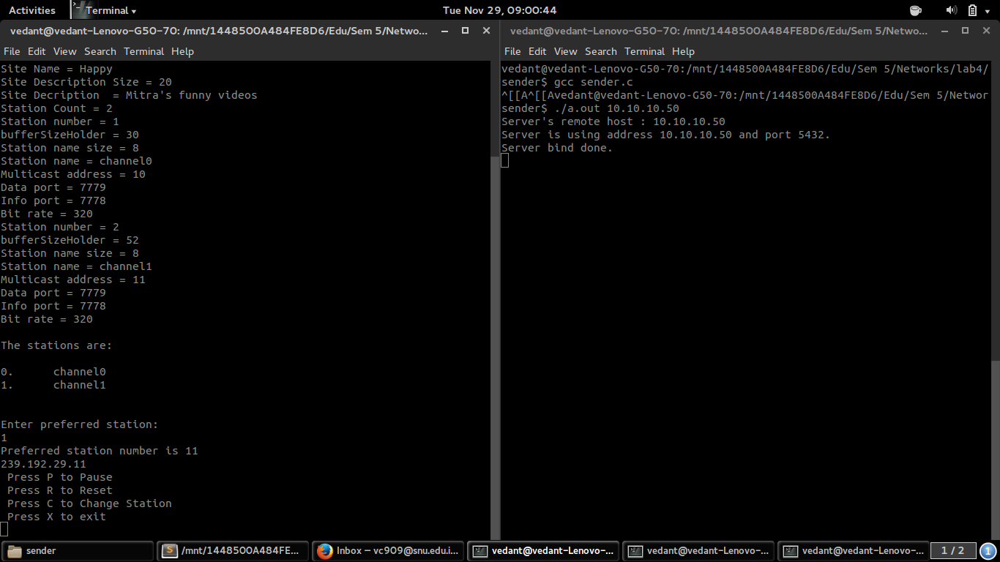 Activities
Terminal
Tue Nov 29, 09:00:44
vedant@vedant-Lenovo-G50-70: /mnt/1448500A484FE8D6/Edu/Sem 5/Netwo...
File Edit View Search Terminal Help
Site Name = Happy
Site Description Size = 20
Site Decription  = Mitra's funny videos
Station Count = 2
Station number = 1
bufferSizeHolder = 30
Station name size = 8
Station name = channel0
Multicast address = 10
Data port = 7779
Info port = 7778
Bit rate = 320
Station number = 2
bufferSizeHolder = 52
Station name size = 8
Station name = channel1
Multicast address = 11
Data port = 7779
Info port = 7778
Bit rate = 320
The stations are:
0.      channel0
1.      channel1
Enter preferred station:
1
Preferred station number is 11
239.192.29.11
Press P to Pause
Press R to Reset
Press C to Change Station
Press X to exit
vedant@vedant-Lenovo-G50-70: /mnt/1448500A484FE8D6/Edu/Sem 5/Netwo...
File Edit View Search Terminal Help
vedant@vedant-Lenovo-G50-70:/mnt/1448500A484FE8D6/Edu/Sem 5/Networks/lab4/
sender$ gcc sender.c
^[[A^[[Avedant@vedant-Lenovo-G50-70:/mnt/1448500A484FE8D6/Edu/Sem 5/Networ
sender$ ./a.out 10.10.10.50
Server's remote host : 10.10.10.50
Server is using address 10.10.10.50 and port 5432.
Server bind done.
sender
/mnt/1448500A484FE...
Inbox – vc909@snu.edu.i...
vedant@vedant-Lenovo-...
vedant@vedant-Lenovo-...
vedant@vedant-Lenovo-...
1 / 2
1